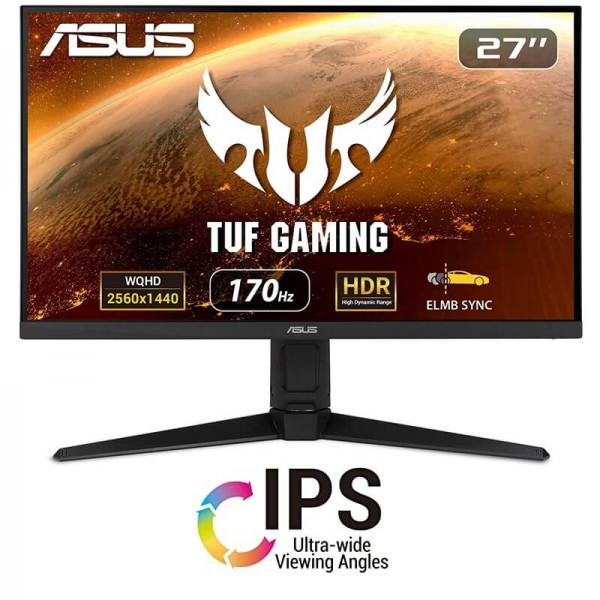 ASUS
27’’
TUF GAMING
WQHD
2560x1440
170Hz
HDR
High Dynamic Range
ELMB SYNC
ASUS
IPS
Ultra-wide
Viewing Angles